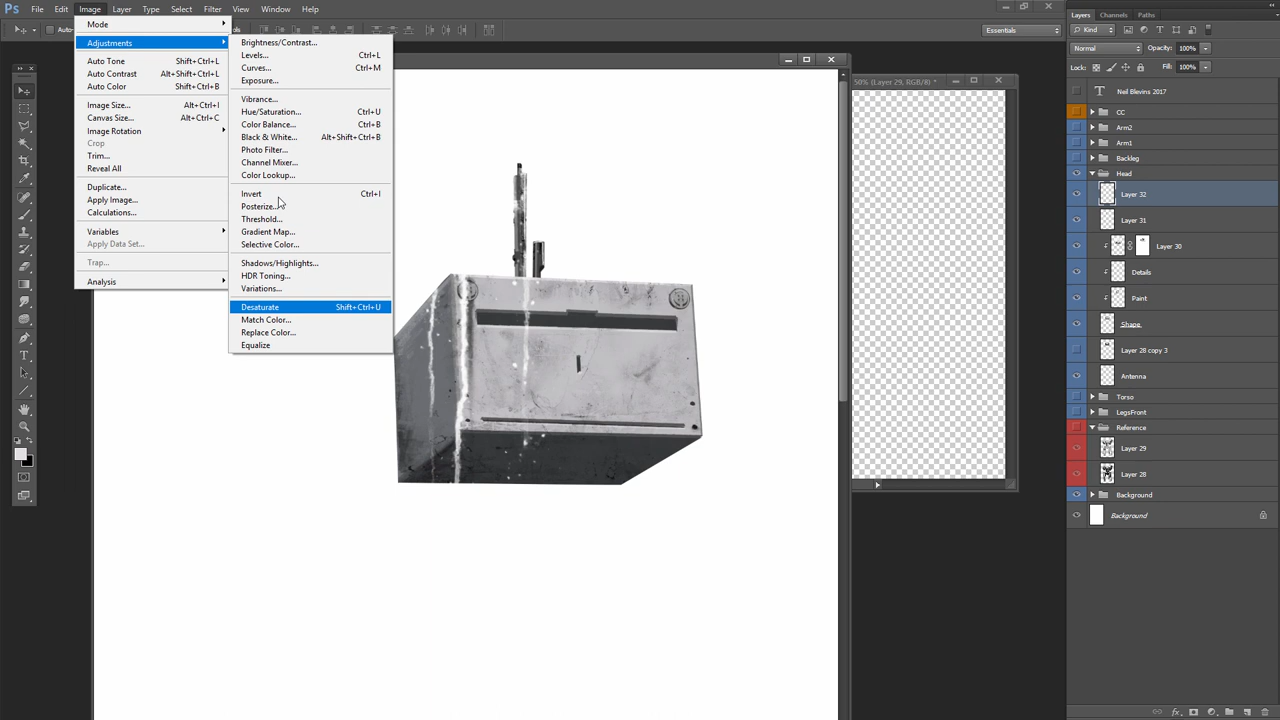 Ps File Edit Image Layer Type Select Filter View Window Help
Essentials
Mode
Adjustments
Auto Tone Shift+Ctrl+L
Auto Contrast Alt+Shift+Ctrl+L
Auto Color Shift+Ctrl+B
Image Size... Alt+Ctrl+I
Canvas Size... Alt+Ctrl+C
Image Rotation
Crop
Trim...
Reveal All
Duplicate...
Apply Image...
Calculations...
Variables
Apply Data Set...
Trap...
Analysis
Brightness/Contrast...
Levels... Ctrl+L
Curves... Ctrl+M
Exposure...
Vibrance...
Hue/Saturation... Ctrl+U
Color Balance... Ctrl+B
Black & White... Alt+Shift+Ctrl+B
Photo Filter...
Channel Mixer...
Color Lookup...
Invert Ctrl+I
Posterize...
Threshold...
Gradient Map...
Selective Color...
Shadows/Highlights...
HDR Toning...
Variations...
Desaturate Shift+Ctrl+U
Match Color...
Replace Color...
Equalize
50% (Layer 29, RGB/8) *
Layers Channels Paths
Kind
Normal Opacity: 100%
Lock: Fill: 100%
T Neil Blevins 2017
CC
Arm2
Arm1
Backleg
Head
Layer 32
Layer 31
Layer 30
Details
Paint
Shape
Layer 28 copy 3
Antenna
Torso
LegsFront
Reference
Layer 29
Layer 28
Background
Background